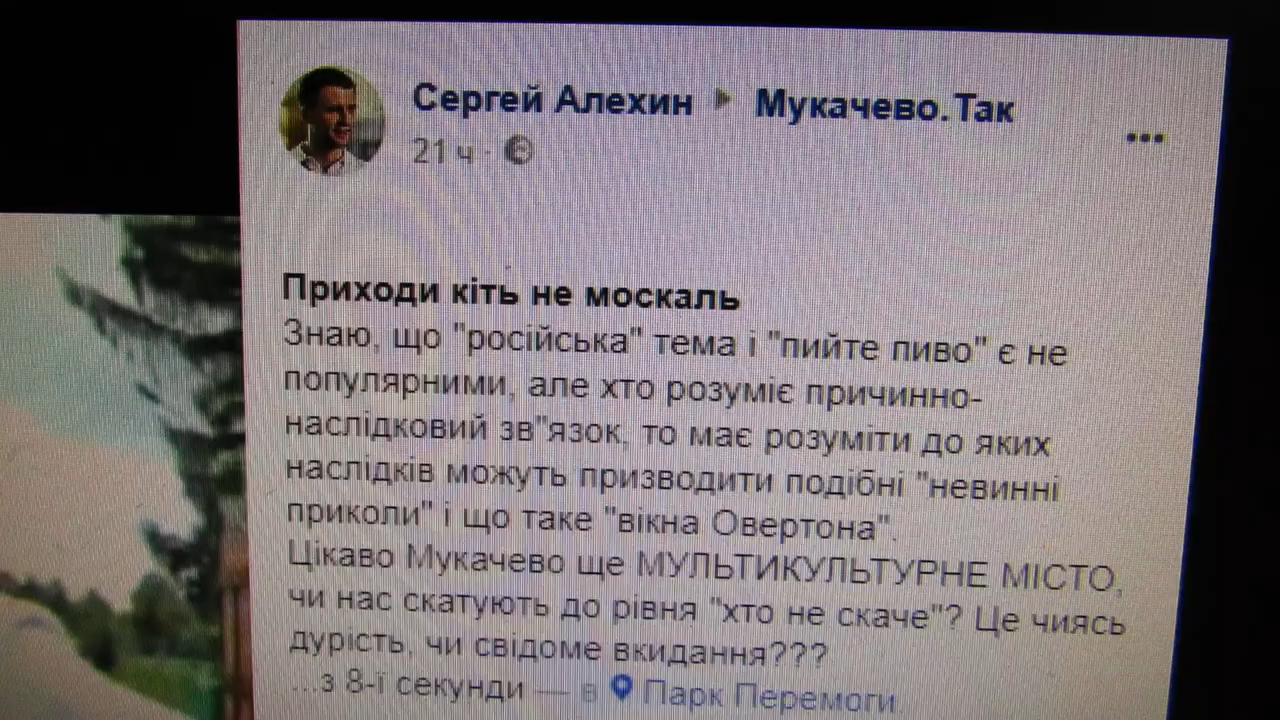 Сергей Алехин ▸ Мукачево.Так
21 ч ·
...
Приходи кіть не москаль
Знаю, що "російська" тема і "пийте пиво" є не
популярними, але хто розуміє причинно-
наслідковий зв"язок, то має розуміти до яких
наслідків можуть призводити подібні "невинні
приколи" і що таке "вікна Овертона".
Цікаво Мукачево ще МУЛЬТИКУЛЬТУРНЕ МІСТО,
чи нас скатують до рівня "хто не скаче"? Це чиясь
дурість, чи свідоме вкидання???
...з 8-ї секунди — в Парк Перемоги.